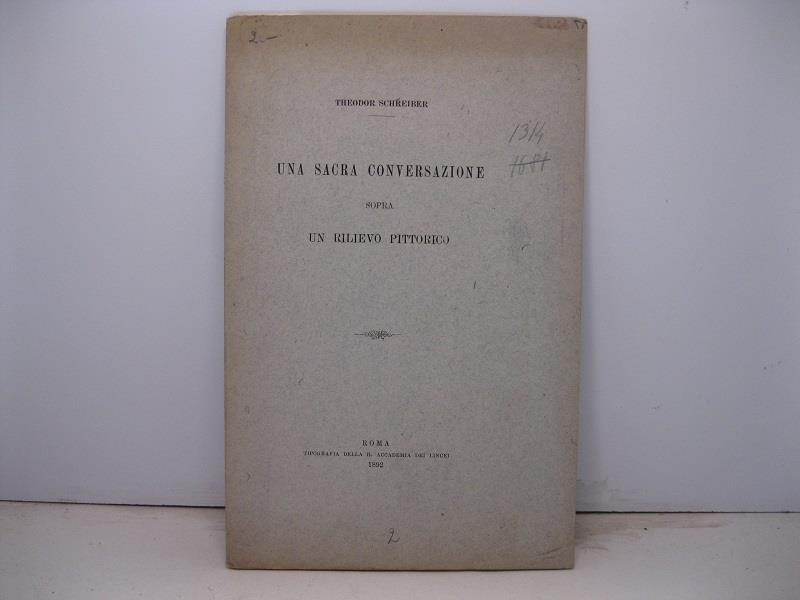 2.—
THEODOR SCHREIBER
1314
1681
UNA SACRA CONVERSAZIONE
SOPRA
UN RILIEVO PITTORICO
ROMA
TIPOGRAFIA DELLA R. ACCADEMIA DEI LINCEI
1892
2